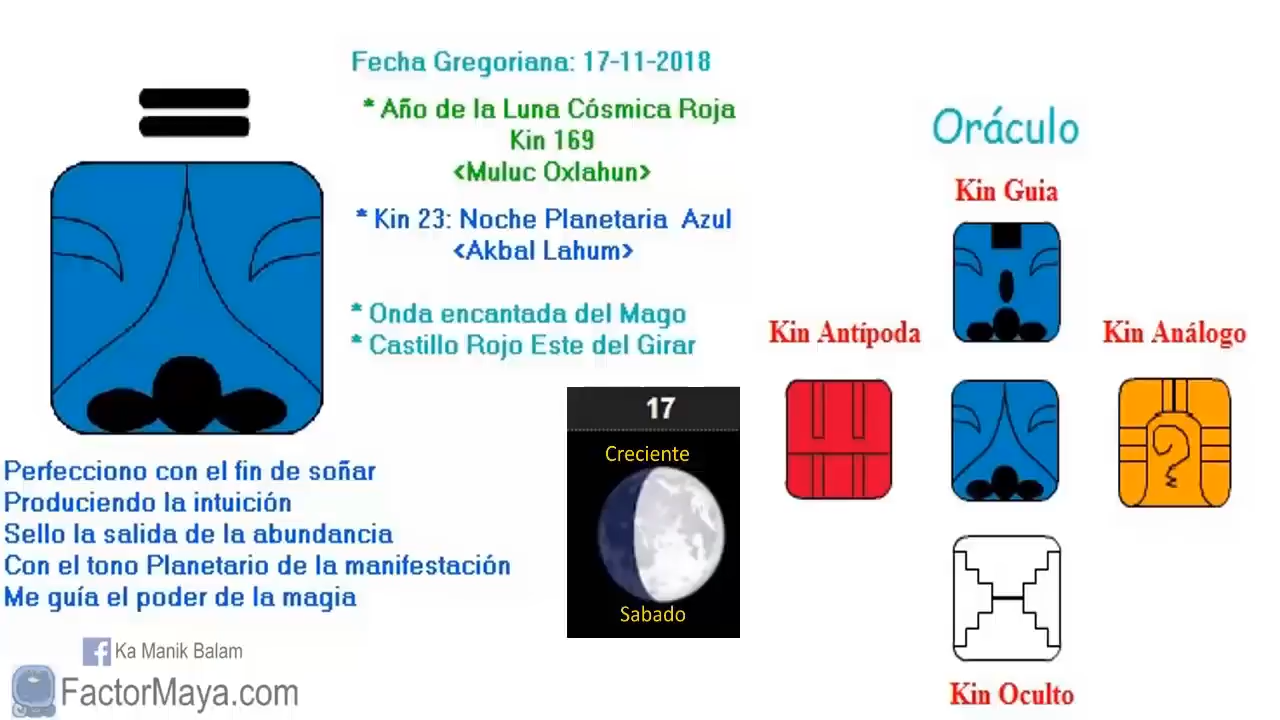 Fecha Gregoriana: 17-11-2018
* Año de la Luna Cósmica Roja
Kin 169
<Muluc Oxlahun>
* Kin 23: Noche Planetaria Azul
<Akbal Lahum>
* Onda encantada del Mago
* Castillo Rojo Este del Girar
17
Creciente
Sabado
Perfecciono con el fin de soñar
Produciendo la intuición
Sello la salida de la abundancia
Con el tono Planetario de la manifestación
Me guía el poder de la magia
Ka Manik Balam
FactorMaya.com
Oráculo
Kin Guia
Kin Antípoda
Kin Análogo
Kin Oculto